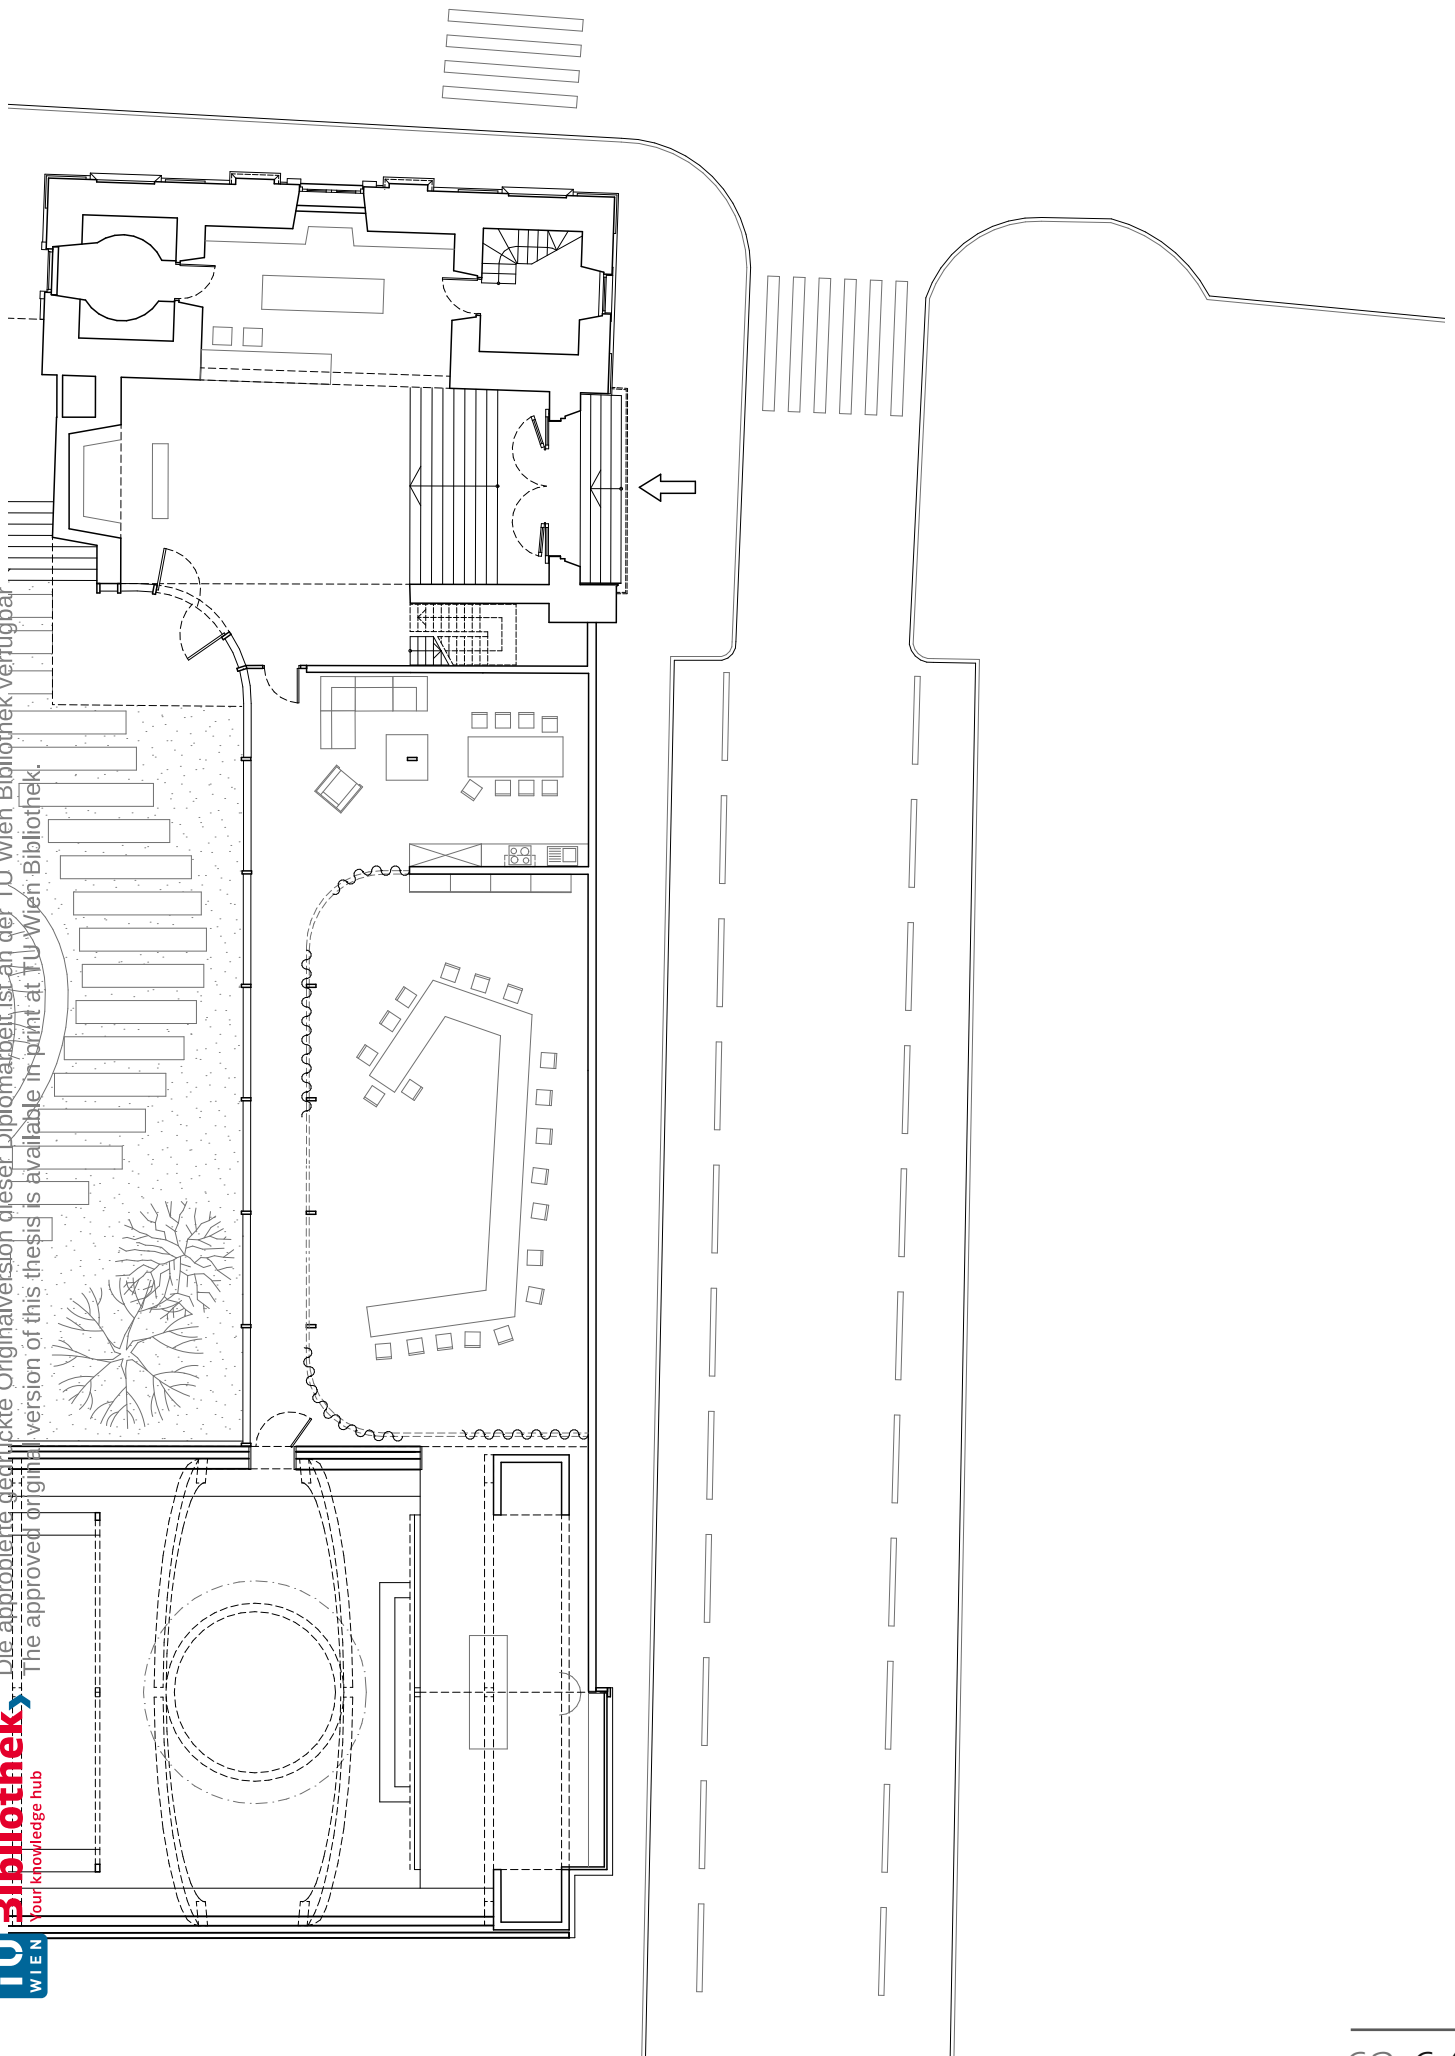 Die approbierte gedruckte Originalversion dieser Diplomarbeit ist an der TU Wien Bibliothek verfügbar
The approved original version of this thesis is available in print at TU Wien Bibliothek.
Bibliothek
Your knowledge hub
TU
WIEN